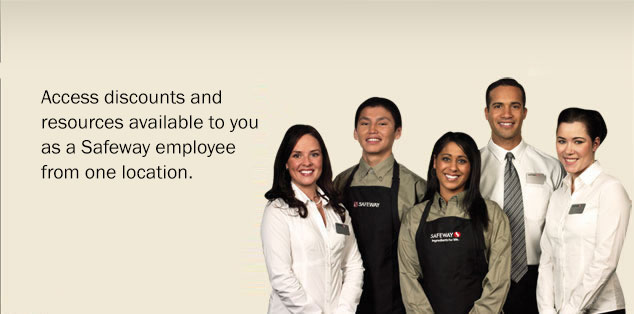 Access discounts and
resources available to you
as a Safeway employee
from one location.
SAFEWAY
SAFEWAY
Ingredients for life.